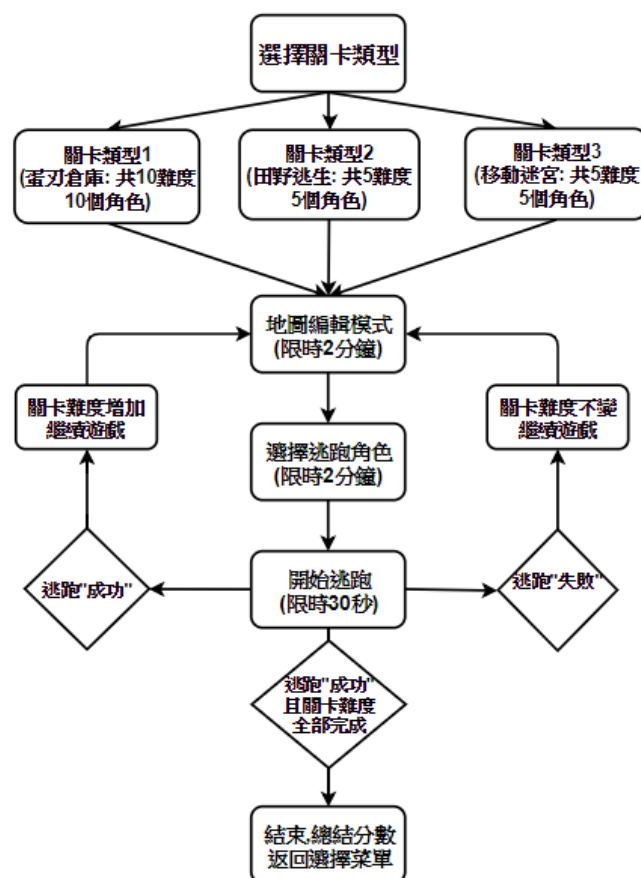 選擇關卡類型
關卡類型1
(蛋刃倉庫: 共10難度
10個角色)
關卡類型2
(田野逃生: 共5難度
5個角色)
關卡類型3
(移動迷宮: 共5難度
5個角色)
地圖編輯模式
(限時2分鐘)
關卡難度增加
繼續遊戲
關卡難度不變
繼續遊戲
選擇逃跑角色
(限時2分鐘)
逃跑"成功"
開始逃跑
(限時30秒)
逃跑"失敗"
逃跑"成功"
且關卡難度
全部完成
結束,總結分數
返回選擇菜單